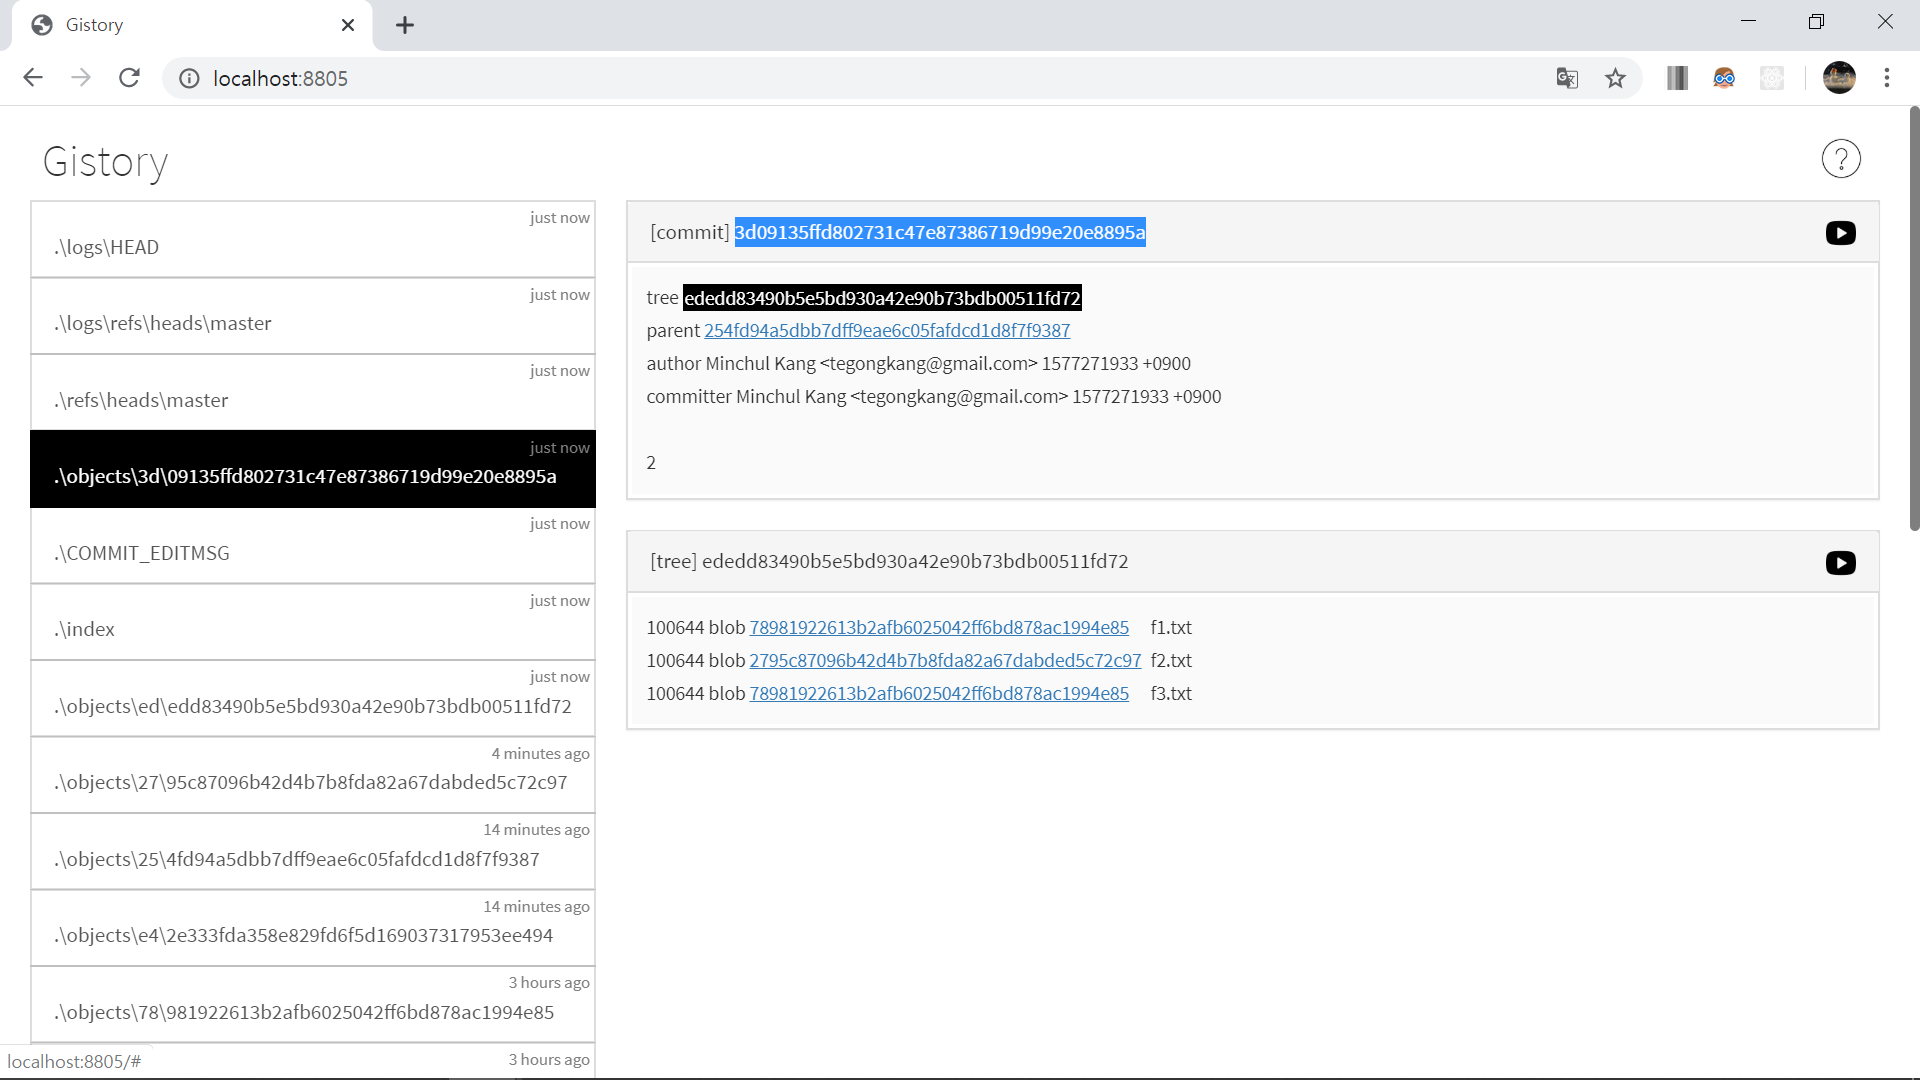 Gistory
localhost:8805
Gistory
just now
.\logs\HEAD
just now
.\logs\refs\heads\master
just now
.\refs\heads\master
just now
.\objects\3d\09135ffd802731c47e87386719d99e20e8895a
just now
.\COMMIT_EDITMSG
just now
.\index
just now
.\objects\ed\edd83490b5e5bd930a42e90b73bdb00511fd72
4 minutes ago
.\objects\27\95c87096b42d4b7b8fda82a67dabded5c72c97
14 minutes ago
.\objects\25\4fd94a5dbb7dff9eae6c05fafdcd1d8f7f9387
14 minutes ago
.\objects\e4\2e333fda358e829fd6f5d169037317953ee494
3 hours ago
.\objects\78\981922613b2afb6025042ff6bd878ac1994e85
3 hours ago
[commit] 3d09135ffd802731c47e87386719d99e20e8895a
tree ededd83490b5e5bd930a42e90b73bdb00511fd72
parent 254fd94a5dbb7dff9eae6c05fafdcd1d8f7f9387
author Minchul Kang <tegongkang@gmail.com> 1577271933 +0900
committer Minchul Kang <tegongkang@gmail.com> 1577271933 +0900
2
[tree] ededd83490b5e5bd930a42e90b73bdb00511fd72
100644 blob 78981922613b2afb6025042ff6bd878ac1994e85 f1.txt
100644 blob 2795c87096b42d4b7b8fda82a67dabded5c72c97 f2.txt
100644 blob 78981922613b2afb6025042ff6bd878ac1994e85 f3.txt
localhost:8805/#